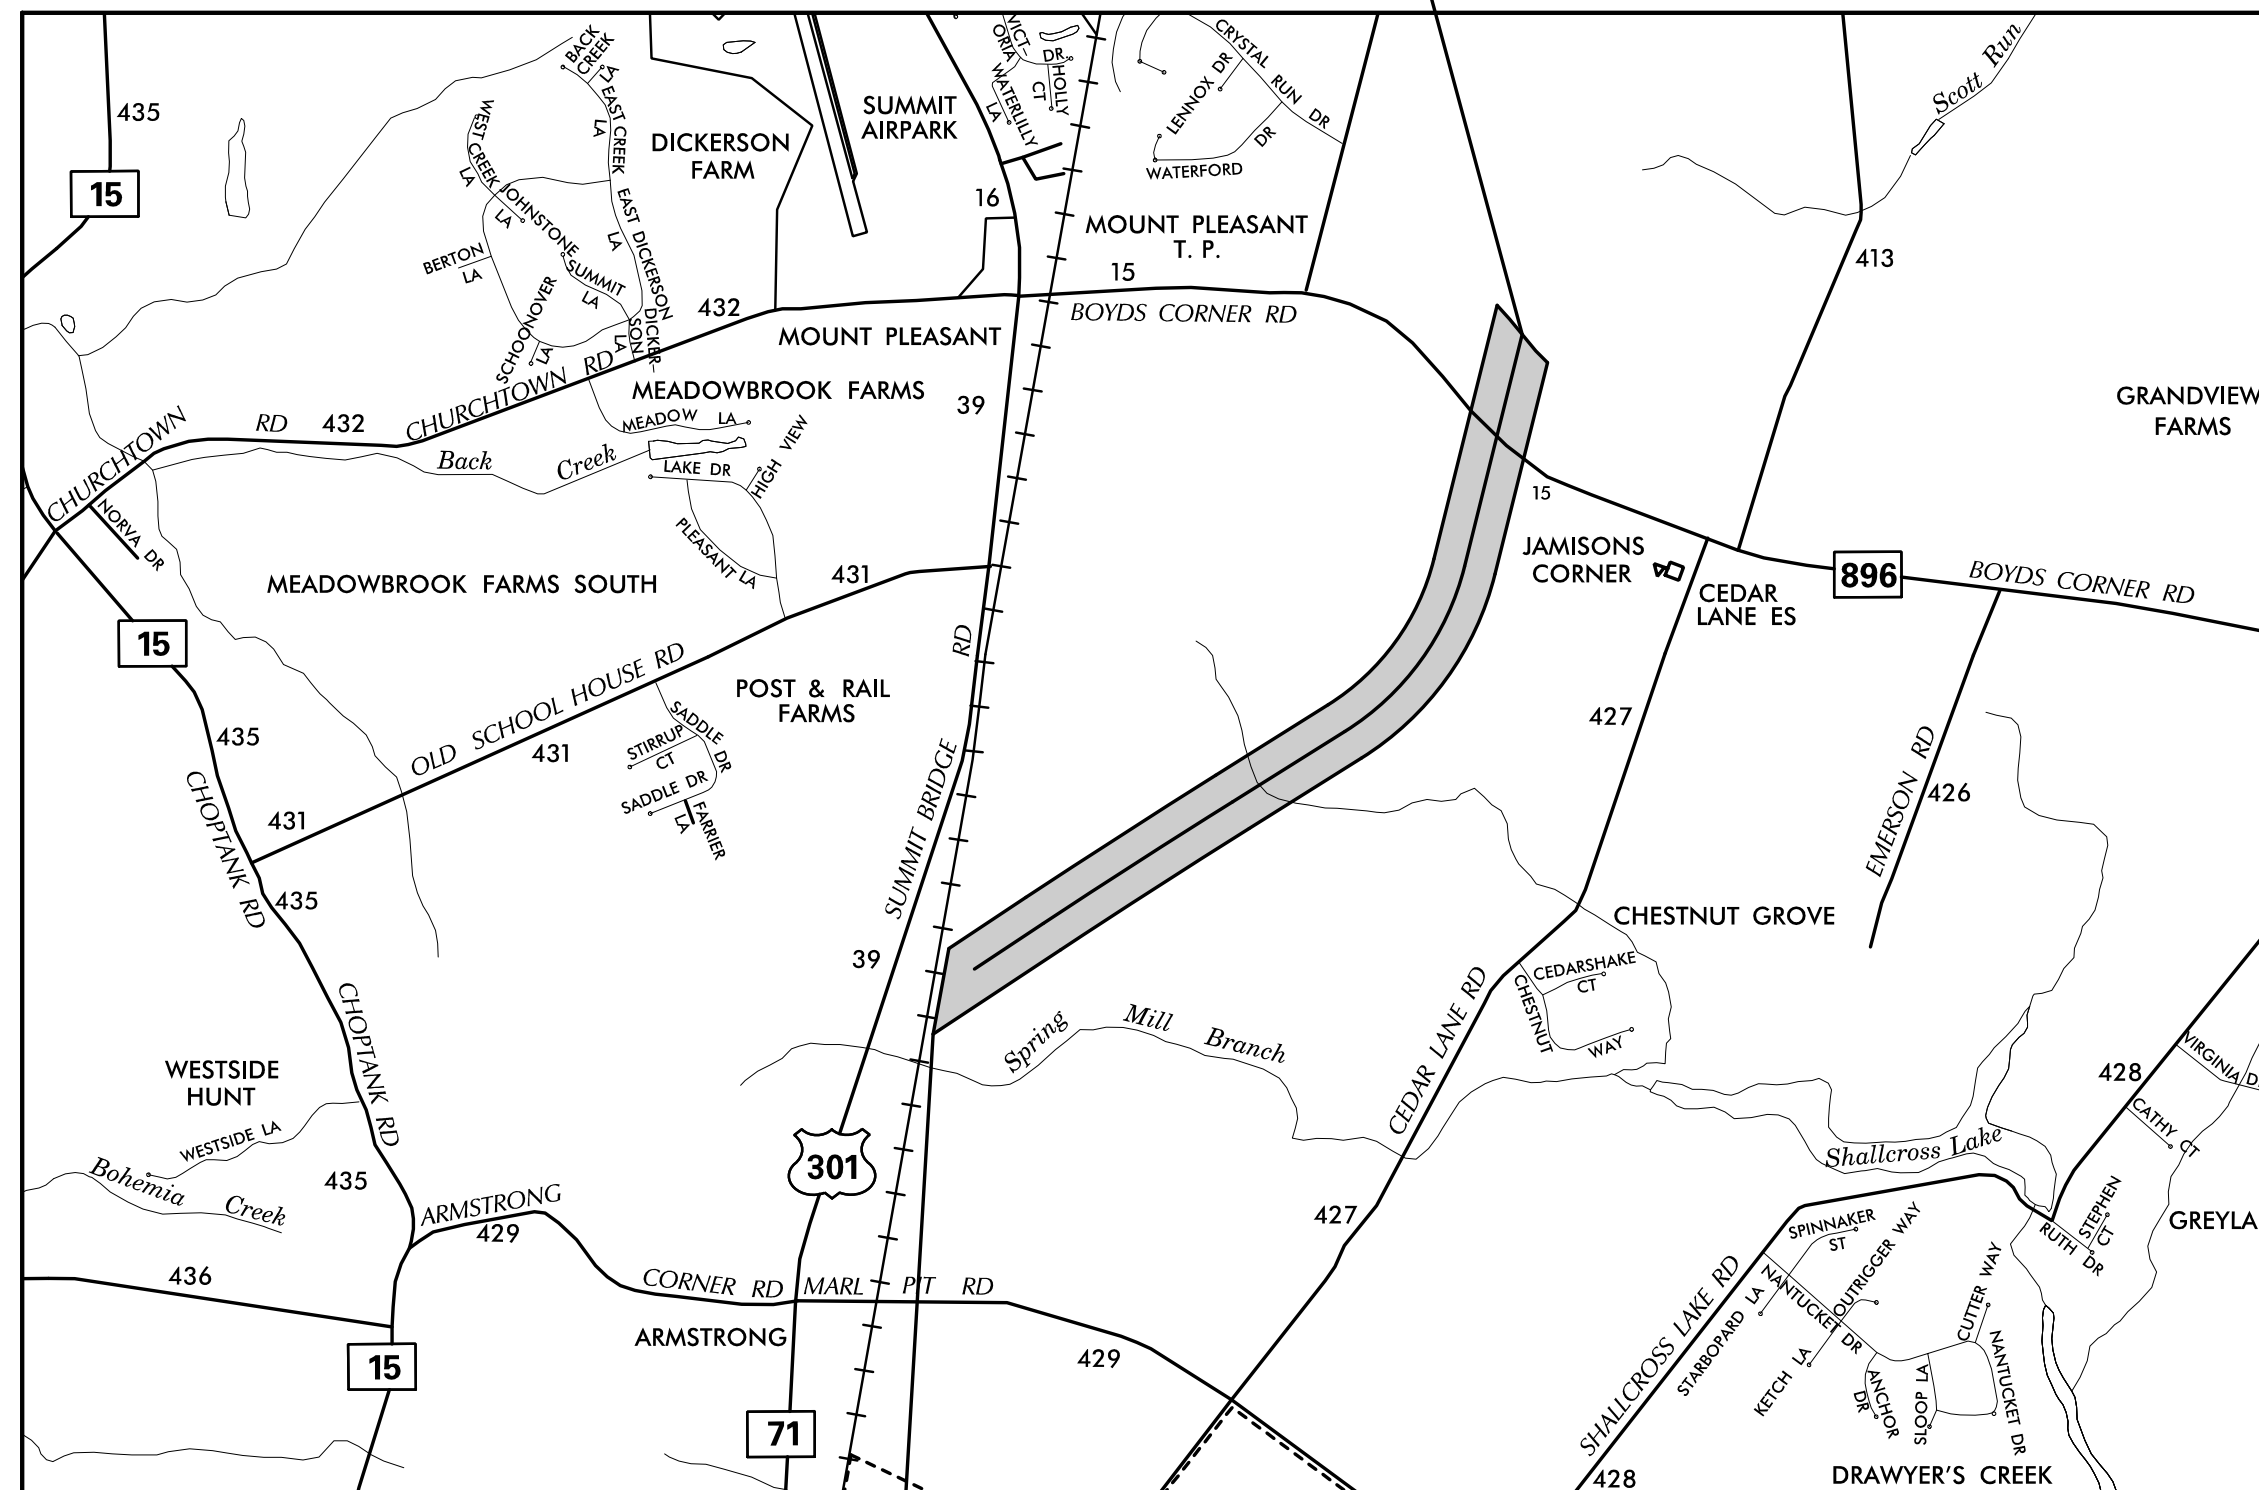 435
15
BACK
CREEK
LA
WEST CREEK
LA
EAST CREEK
LA
JOHNSTONE
LA
EAST DICKERSON
LA
BERTON
LA
SUMMIT
LA
SCHOONOVER
LA
DICKER-
SON
LA
DICKERSON
FARM
SUMMIT
AIRPARK
VICT-
ORIA
DR
HOLLY
CT
WATERLILLY
LA
16
CRYSTAL RUN DR
LENNOX DR
WATERFORD DR
MOUNT PLEASANT
T. P.
15
BOYDS CORNER RD
Scott Run
413
GRANDVIEW
FARMS
432
MOUNT PLEASANT
MEADOWBROOK FARMS
39
CHURCHTOWN RD
432
CHURCHTOWN RD
MEADOW LA
Back Creek
LAKE DR
HIGH VIEW
PLEASANT LA
NORVA DR
MEADOWBROOK FARMS SOUTH
431
15
15
JAMISONS
CORNER
CEDAR
LANE ES
896
BOYDS CORNER RD
OLD SCHOOL HOUSE RD
431
POST & RAIL
FARMS
SADDLE DR
STIRRUP
CT
SADDLE DR
FARRIER
LA
435
CHOPTANK RD
431
435
SUMMIT BRIDGE RD
39
427
EMERSON RD
426
CHESTNUT GROVE
CEDARSHAKE
CT
CHESTNUT WAY
CEDAR LANE RD
Spring Mill Branch
CHOPTANK RD
WESTSIDE
HUNT
WESTSIDE LA
Bohemia Creek
435
301
428
VIRGINIA D
CATHY CT
Shallcross Lake
STEPHEN
CT
RUTH DR
GREYLA
ARMSTRONG
429
CORNER RD
MARL PIT RD
436
ARMSTRONG
15
71
429
427
SHALLCROSS LAKE RD
SPINNAKER
ST
OUTRIGGER WAY
NANTUCKET DR
STARBOPARD LA
KETCH LA
CUTTER WAY
ANCHOR
DR
SLOOP LA
NANTUCKET DR
428
DRAWYER'S CREEK